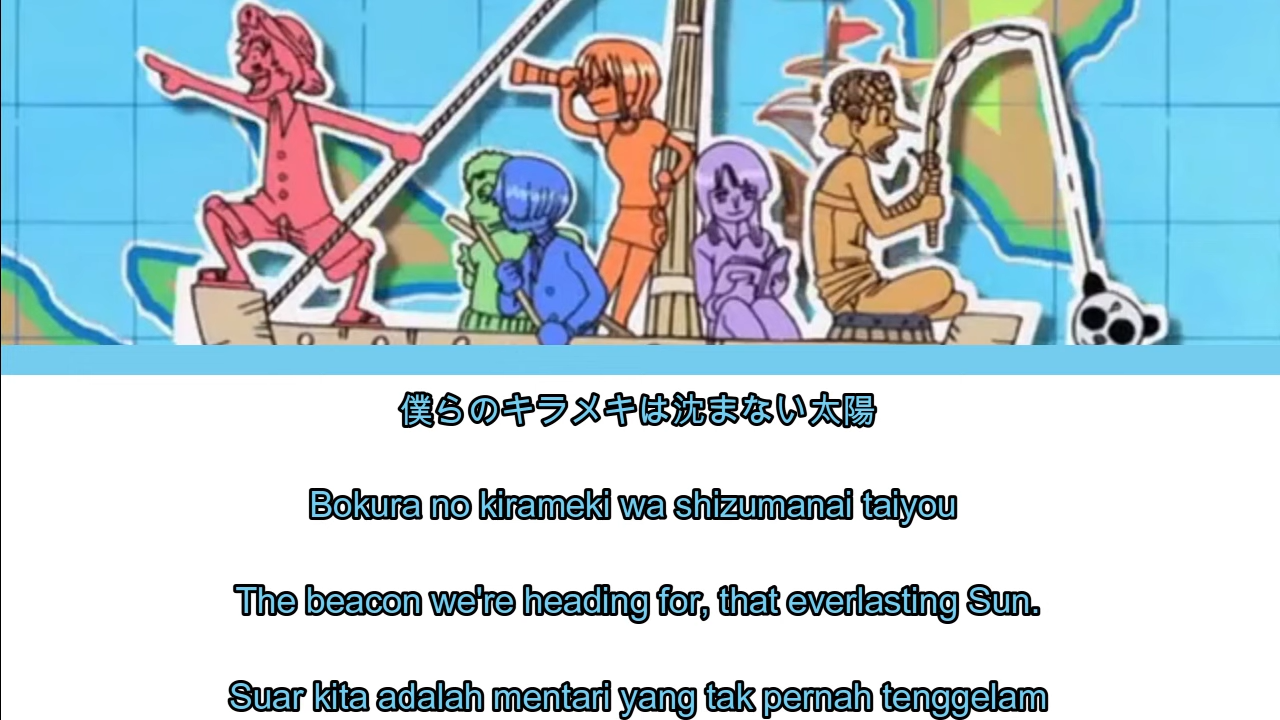 僕らのキラメキは沈まない太陽
Bokura no kirameki wa shizumanai taiyou
The beacon we're heading for, that everlasting Sun.
Suar kita adalah mentari yang tak pernah tenggelam